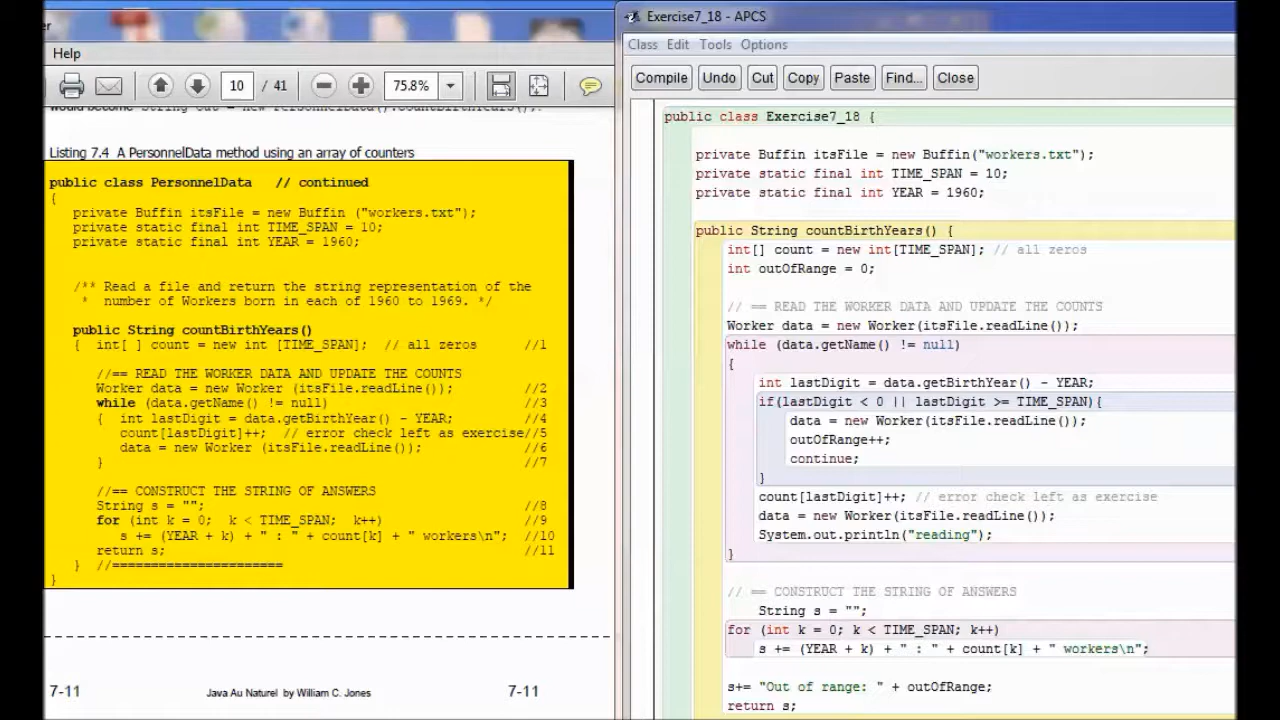 er
Help
10 / 41
75.8%
would become String out = new PersonnelData().countBirthYears();
Listing 7.4 A PersonnelData method using an array of counters
public class PersonnelData // continued
{
private Buffin itsFile = new Buffin ("workers.txt");
private static final int TIME_SPAN = 10;
private static final int YEAR = 1960;
/** Read a file and return the string representation of the
* number of Workers born in each of 1960 to 1969. */
public String countBirthYears()
{ int[ ] count = new int [TIME_SPAN]; // all zeros //1
//== READ THE WORKER DATA AND UPDATE THE COUNTS
Worker data = new Worker (itsFile.readLine()); //2
while (data.getName() != null) //3
{ int lastDigit = data.getBirthYear() - YEAR; //4
count[lastDigit]++; // error check left as exercise//5
data = new Worker (itsFile.readLine()); //6
} //7
//== CONSTRUCT THE STRING OF ANSWERS
String s = ""; //8
for (int k = 0; k < TIME_SPAN; k++) //9
s += (YEAR + k) + " : " + count[k] + " workers\n"; //10
return s; //11
} //======================
}
7-11 Java Au Naturel by William C. Jones 7-11
Exercise7_18 - APCS
Class Edit Tools Options
Compile Undo Cut Copy Paste Find... Close
public class Exercise7_18 {
private Buffin itsFile = new Buffin("workers.txt");
private static final int TIME_SPAN = 10;
private static final int YEAR = 1960;
public String countBirthYears() {
int[] count = new int[TIME_SPAN]; // all zeros
int outOfRange = 0;
// == READ THE WORKER DATA AND UPDATE THE COUNTS
Worker data = new Worker(itsFile.readLine());
while (data.getName() != null)
{
int lastDigit = data.getBirthYear() - YEAR;
if(lastDigit < 0 || lastDigit >= TIME_SPAN){
data = new Worker(itsFile.readLine());
outOfRange++;
continue;
}
count[lastDigit]++; // error check left as exercise
data = new Worker(itsFile.readLine());
System.out.println("reading");
}
// == CONSTRUCT THE STRING OF ANSWERS
String s = "";
for (int k = 0; k < TIME_SPAN; k++)
s += (YEAR + k) + " : " + count[k] + " workers\n";
s+= "Out of range: " + outOfRange;
return s;